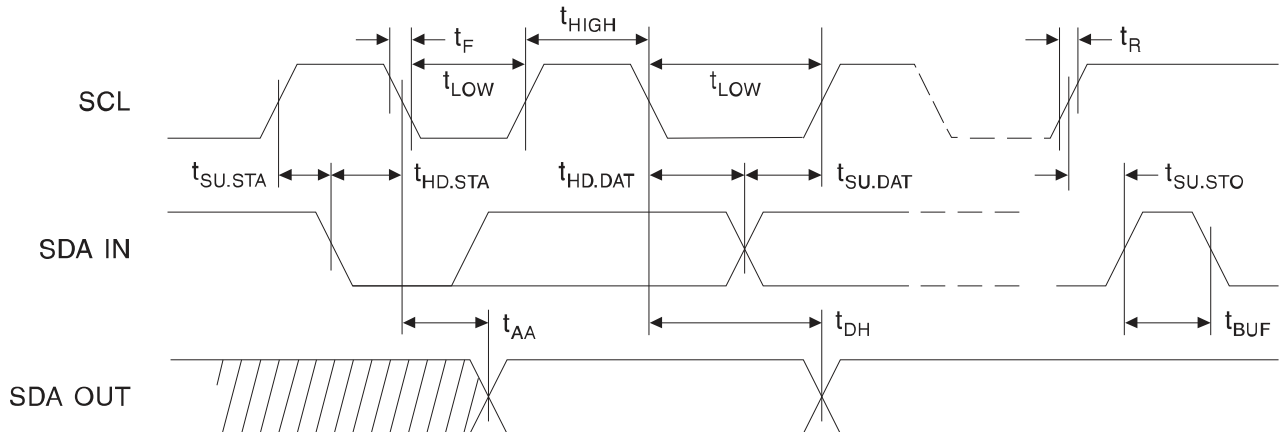 tHIGH
tF
tR
tLOW
tLOW
SCL
tSU.STA
tHD.STA
tHD.DAT
tSU.DAT
tSU.STO
SDA IN
tAA
tDH
tBUF
SDA OUT